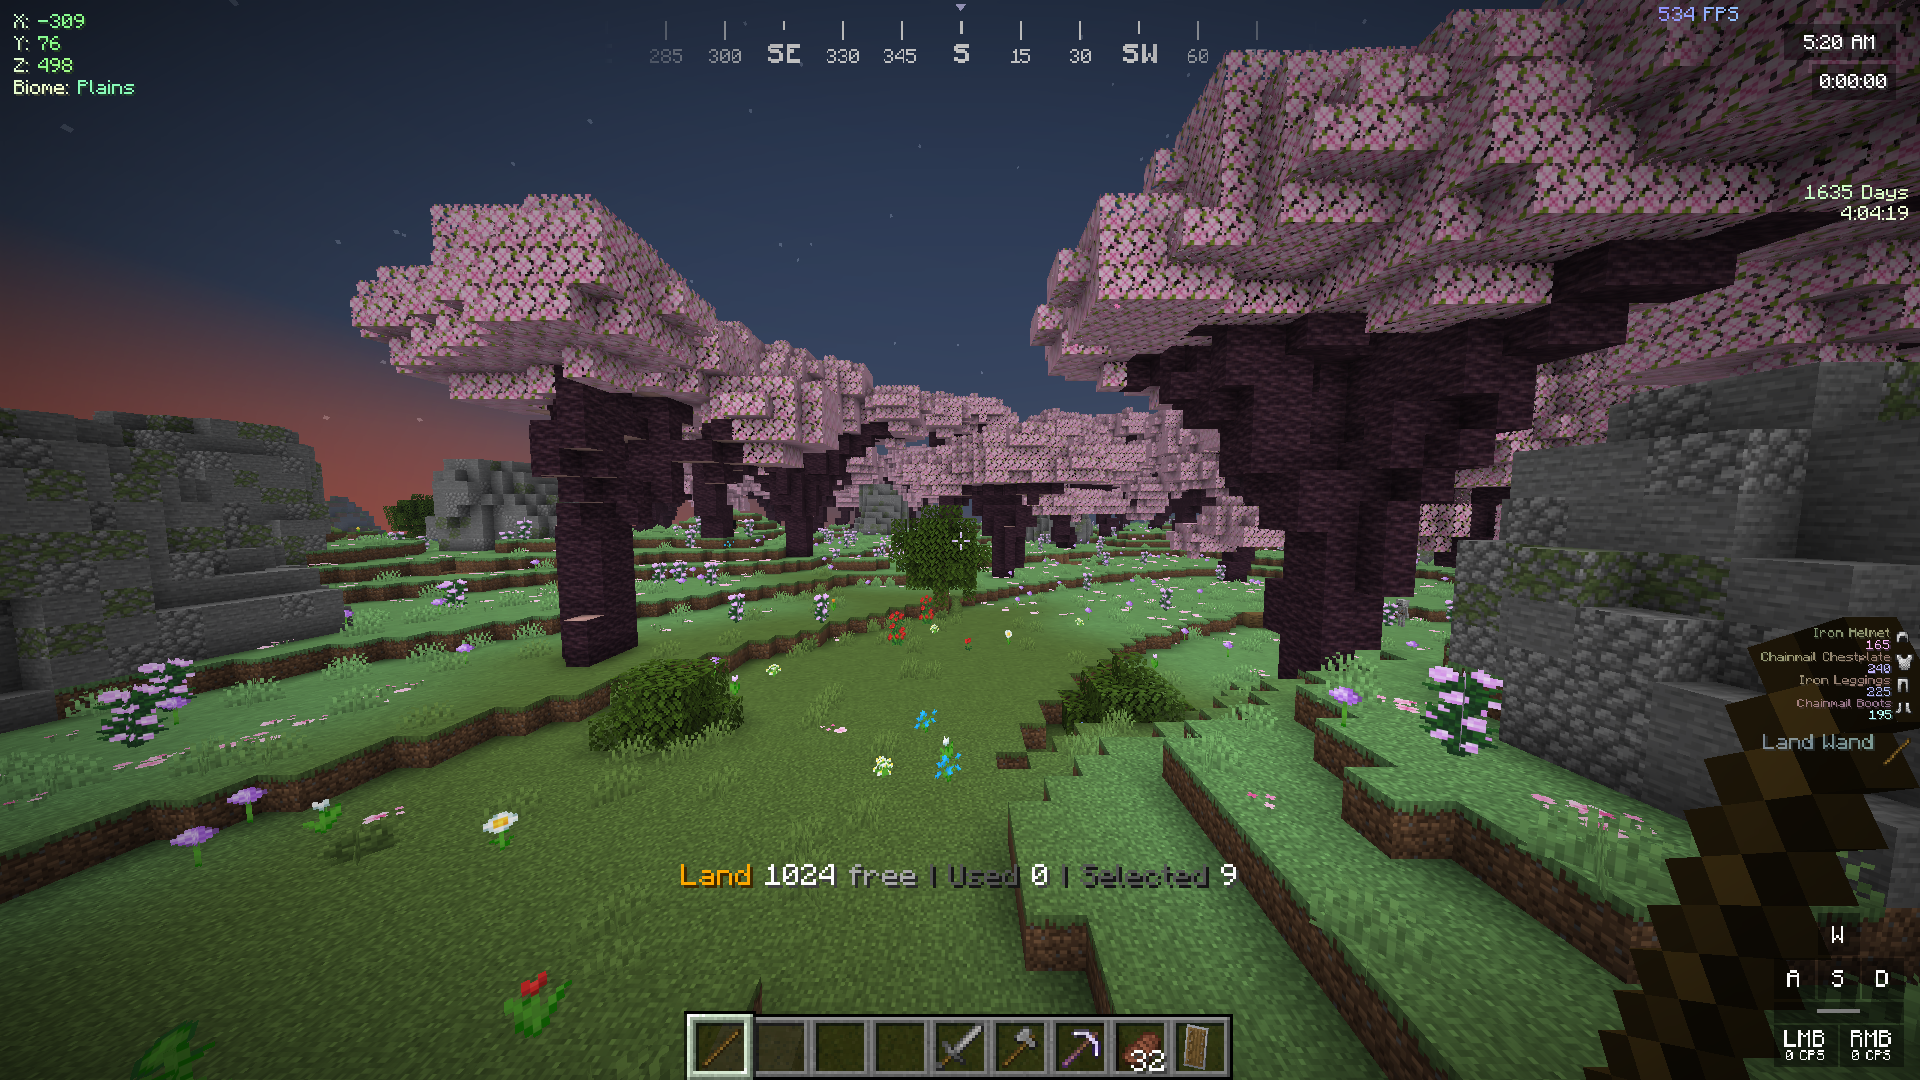 X: -309
Y: 76
Z: 498
Biome: Plains
285 300 SE 330 345 S 15 30 SW 60
534 FPS
5:20 AM
0:00:00
1635 Days
4:04:19
Iron Helmet
165
Chainmail Chestplate
240
Iron Leggings
225
Chainmail Boots
195
Land Wand
Land 1024 free | Used 0 | Selected 9
W
A S D
LMB RMB
0 CPS 0 CPS
32